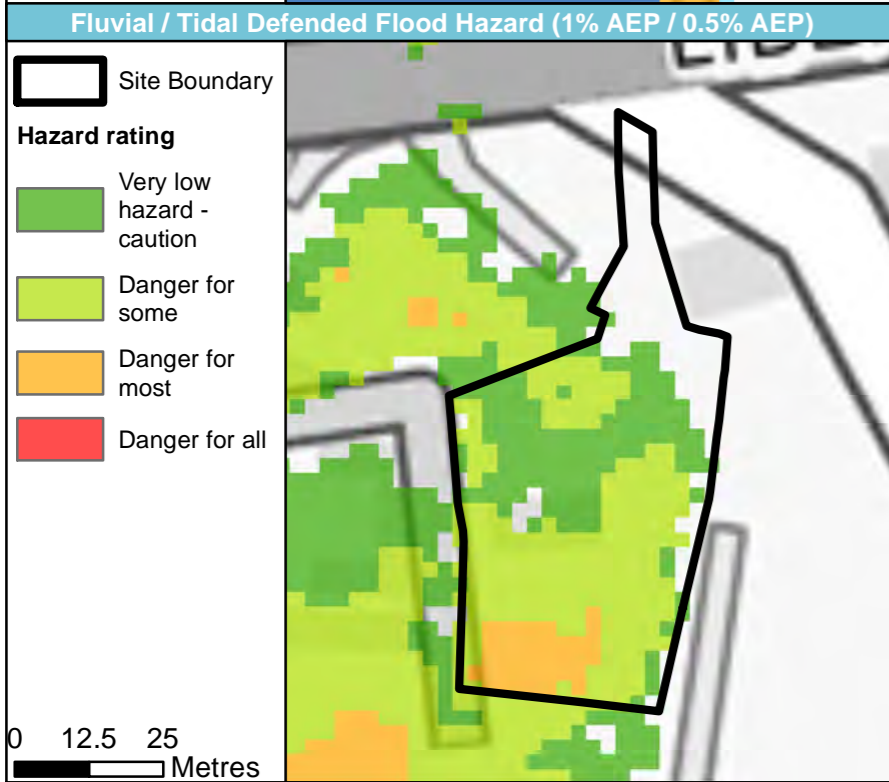 Fluvial / Tidal Defended Flood Hazard (1% AEP / 0.5% AEP)
Site Boundary
Hazard rating
Very low
hazard -
caution
Danger for
some
Danger for
most
Danger for all
0 12.5 25
Metres